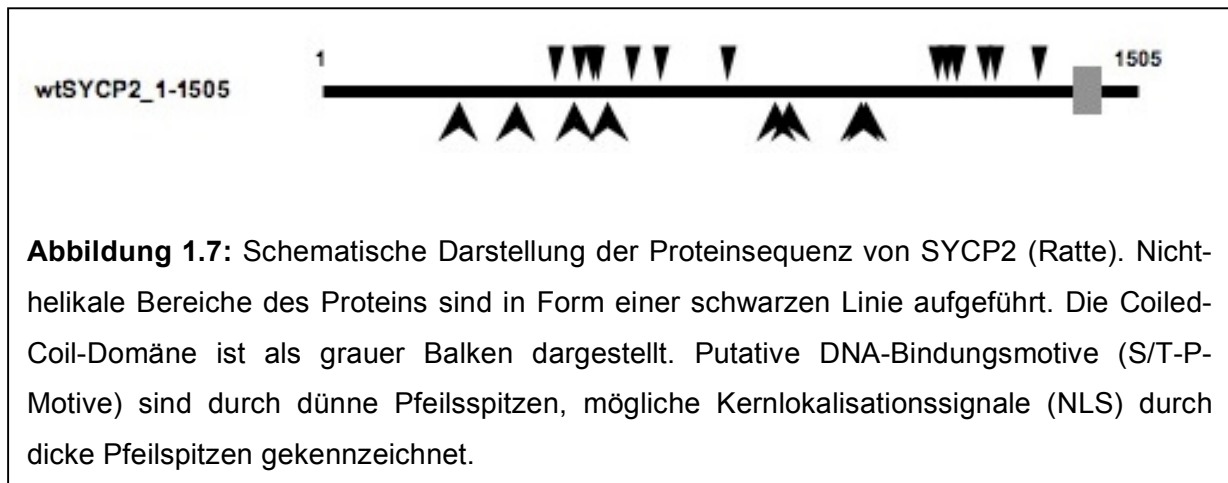 1 1505
wtSYCP2_1-1505
Abbildung 1.7: Schematische Darstellung der Proteinsequenz von SYCP2 (Ratte). Nicht-
helikale Bereiche des Proteins sind in Form einer schwarzen Linie aufgeführt. Die Coiled-
Coil-Domäne ist als grauer Balken dargestellt. Putative DNA-Bindungsmotive (S/T-P-
Motive) sind durch dünne Pfeilsspitzen, mögliche Kernlokalisationssignale (NLS) durch
dicke Pfeilspitzen gekennzeichnet.